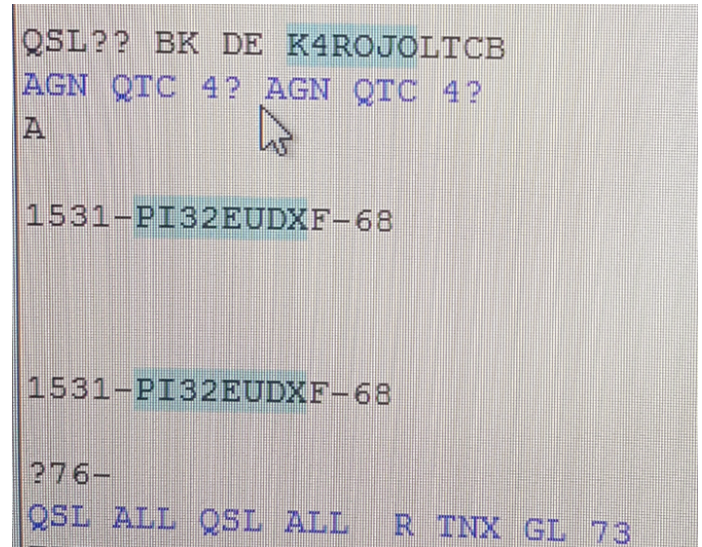 QSL?? BK DE K4ROJOLTCB
AGN QTC 4? AGN QTC 4?
A
1531-PI32EUDXF-68
1531-PI32EUDXF-68
?76-
QSL ALL QSL ALL R TNX GL 73